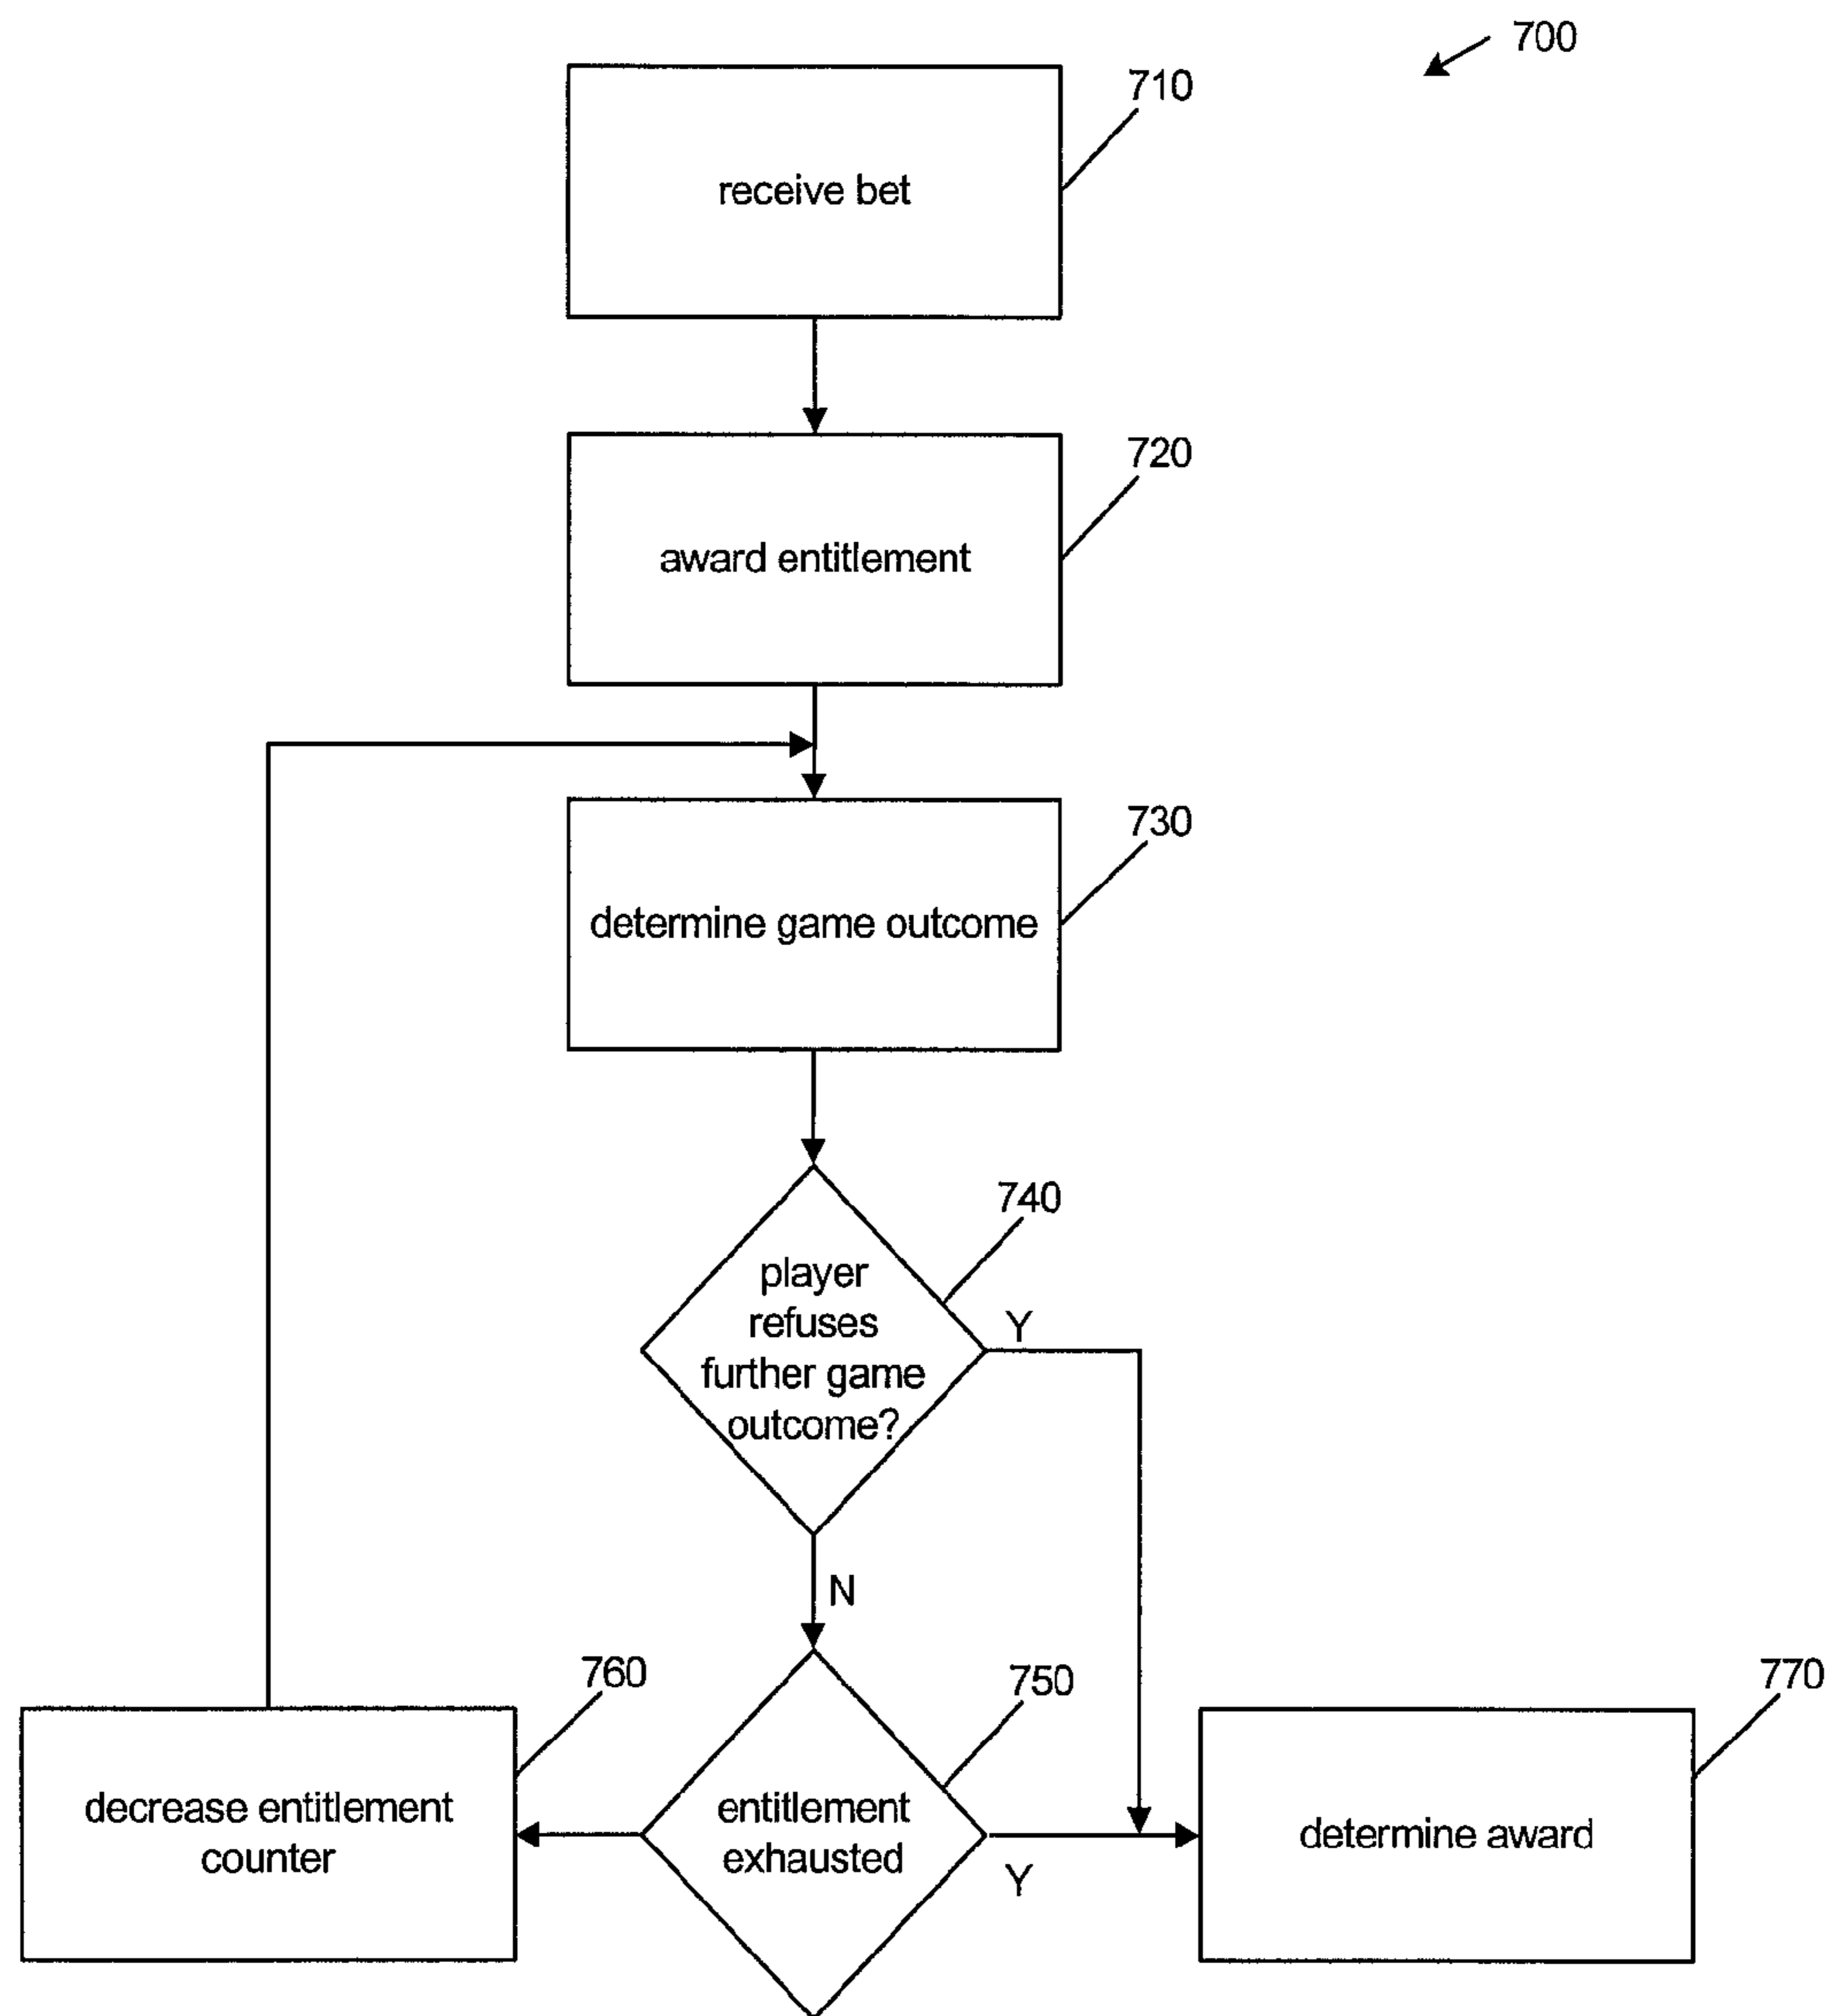 700
710
receive bet
720
award entitlement
730
determine game outcome
740
player
refuses
further game
outcome?
Y
N
760
750
770
decrease entitlement
counter
entitlement
exhausted
Y
determine award